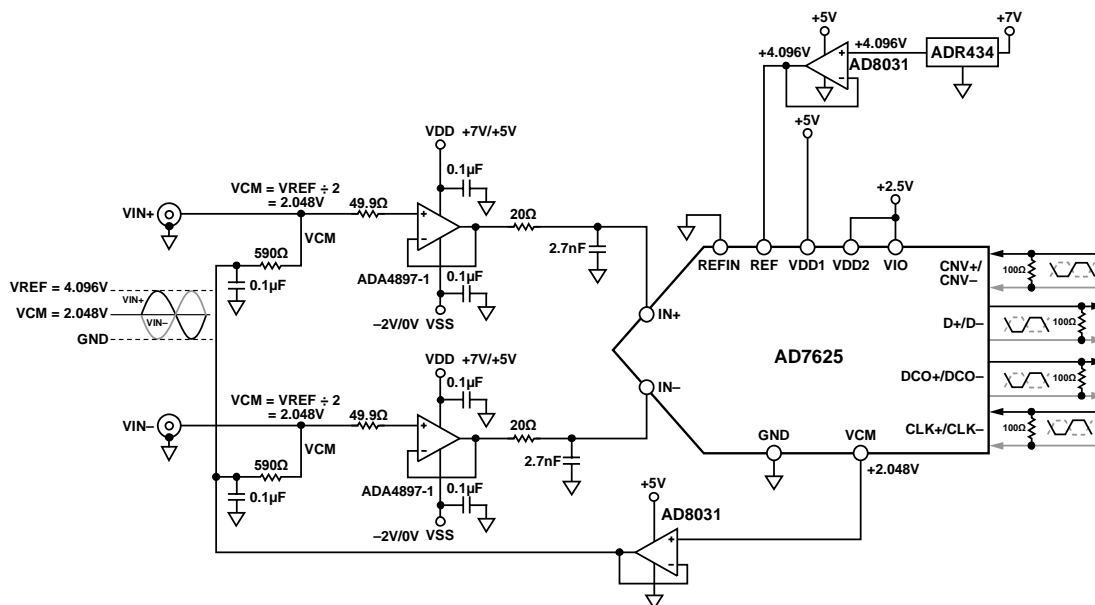 +5V
+7V
+4.096V
+4.096V
ADR434
AD8031
+5V
VDD +7V/+5V
0.1µF
+2.5V
VCM = VREF ÷ 2
= 2.048V
49.9Ω
20Ω
VIN+
VCM
2.7nF
590Ω
ADA4897-1
0.1µF
0.1µF
REFIN
REF
VDD1
VDD2
VIO
CNV+/
CNV–
100Ω
VREF = 4.096V
VIN+
VCM = 2.048V
VIN–
GND
–2V/0V
VSS
IN+
D+/D–
100Ω
AD7625
VDD
+7V/+5V
0.1µF
IN–
DCO+/DCO–
100Ω
VCM = VREF ÷ 2
= 2.048V
49.9Ω
20Ω
VIN–
VCM
2.7nF
GND
VCM
CLK+/CLK–
100Ω
590Ω
ADA4897-1
0.1µF
0.1µF
+2.048V
–2V/0V
VSS
+5V
AD8031